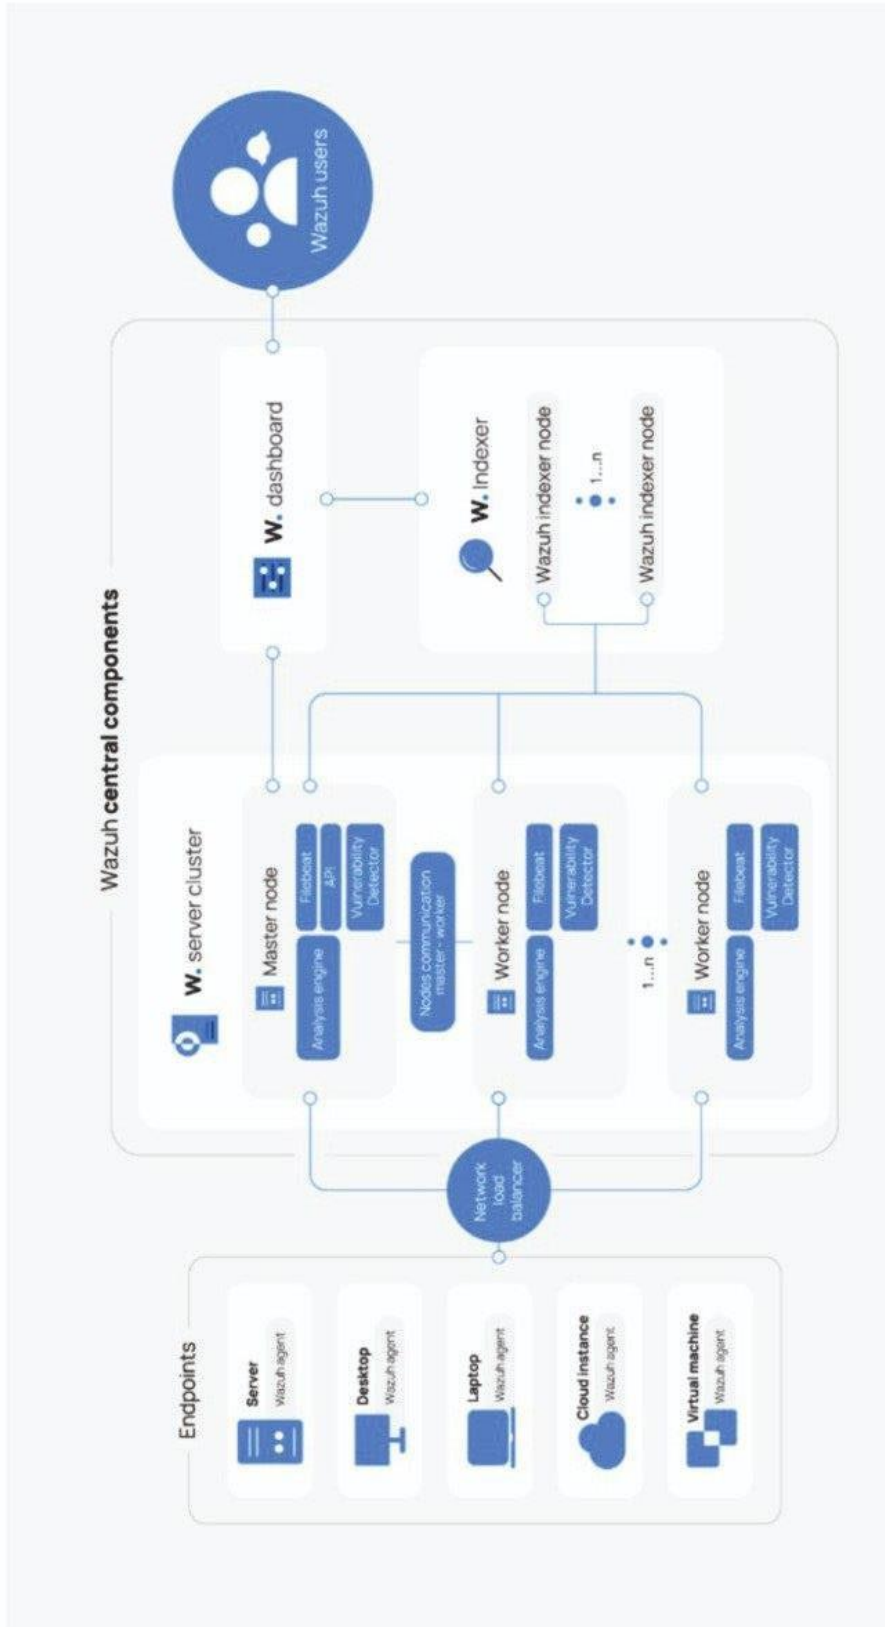 Endpoints
Server
Wazuh agent
Desktop
Wazuh agent
Laptop
Wazuh agent
Cloud instance
Wazuh agent
Virtual machine
Wazuh agent
Network
load
balancer
Wazuh central components
W. server cluster
Master node
Analysis engine
Filebeat
API
Vulnerability
Detector
Nodes communication
master - worker
Worker node
Analysis engine
Filebeat
Vulnerability
Detector
1...n
Worker node
Analysis engine
Filebeat
Vulnerability
Detector
W. dashboard
W. Indexer
Wazuh indexer node
1...n
Wazuh indexer node
Wazuh users